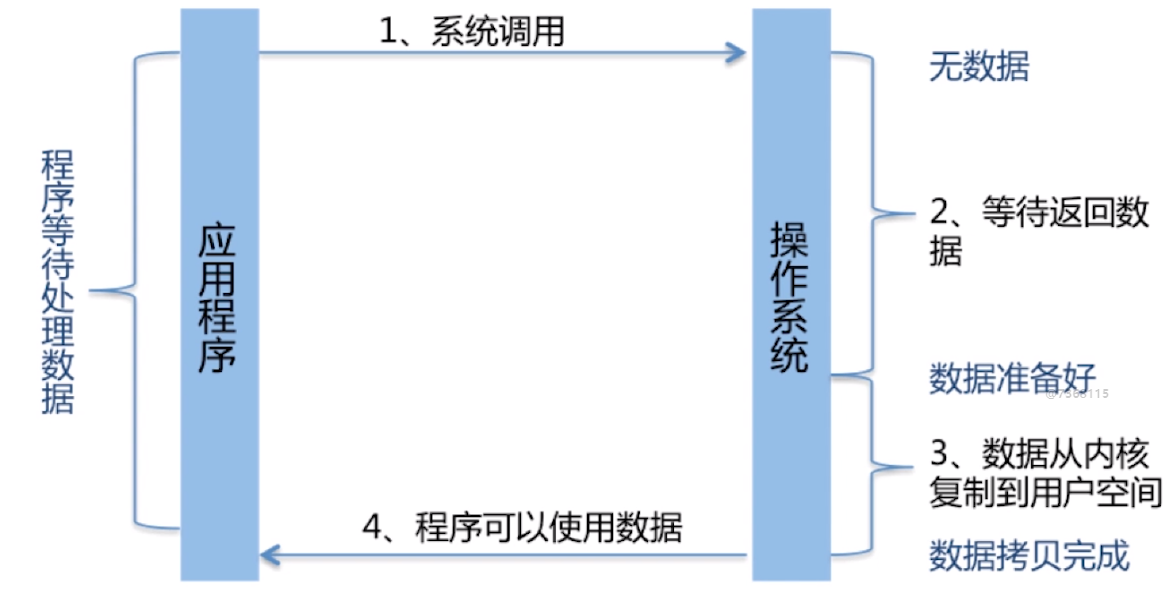 1、系统调用
无数据
程序等待处理数据
应用程序
操作系统
2、等待返回数
据
数据准备好
3、数据从内核
复制到用户空间
4、程序可以使用数据
数据拷贝完成